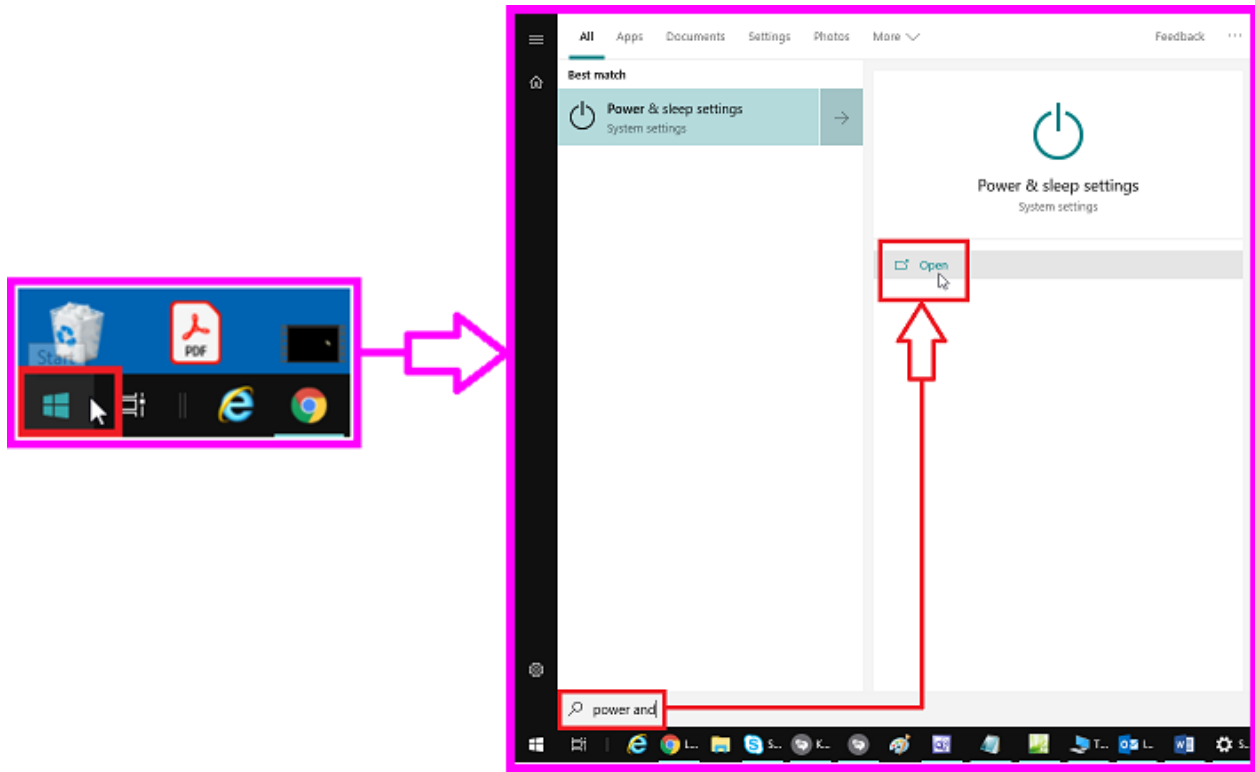 PDF
Start
All Apps Documents Settings Photos More Feedback ...
Best match
Power & sleep settings
System settings
Power & sleep settings
System settings
Open
power and
L... S... K... T... L... S...